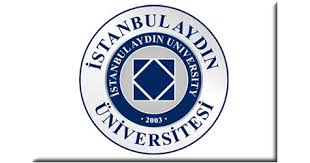 İSTANBUL AYDIN
ÜNİVERSİTESİ
İSTANBUL AYDIN UNIVERSITY
• 2003 •